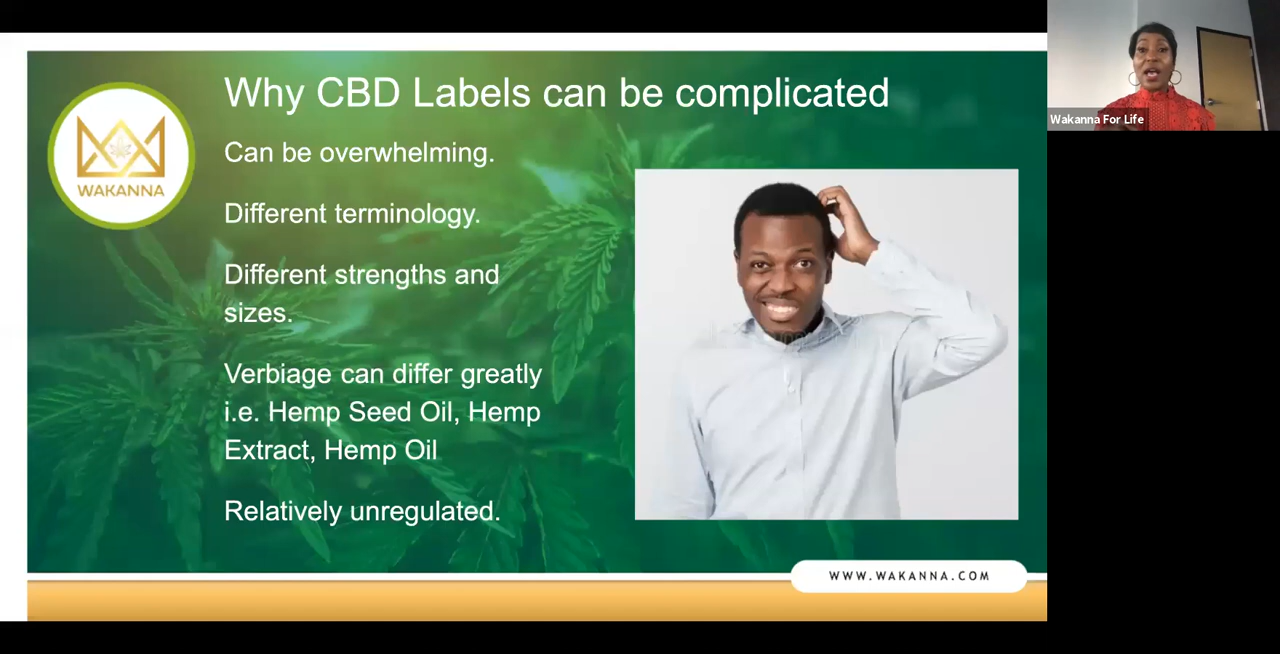 Why CBD Labels can be complicated
WAKANNA
Can be overwhelming.
Different terminology.
Different strengths and
sizes.
Verbiage can differ greatly
i.e. Hemp Seed Oil, Hemp
Extract, Hemp Oil
Relatively unregulated.
WWW.WAKANNA.COM
Wakanna For Life